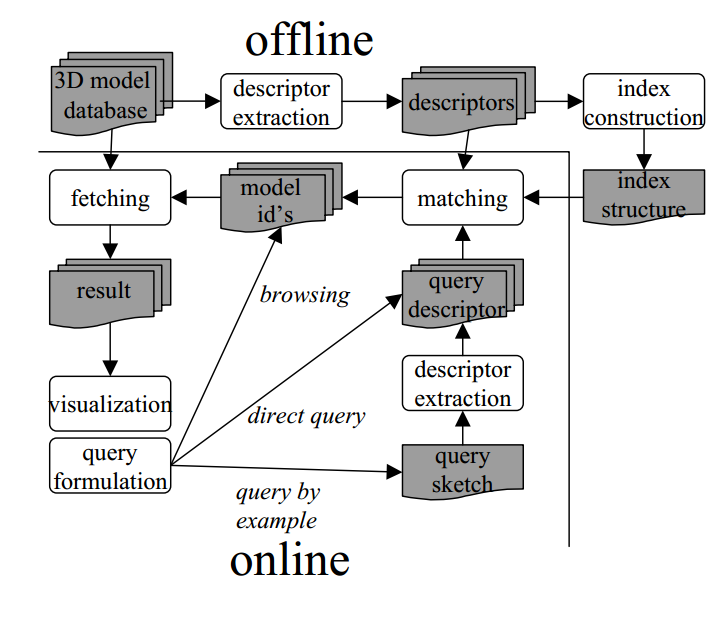 offline
3D model
database
descriptor
extraction
descriptors
index
construction
fetching
model
id's
matching
index
structure
result
browsing
query
descriptor
visualization
direct query
descriptor
extraction
query
formulation
query by
example
query
sketch
online